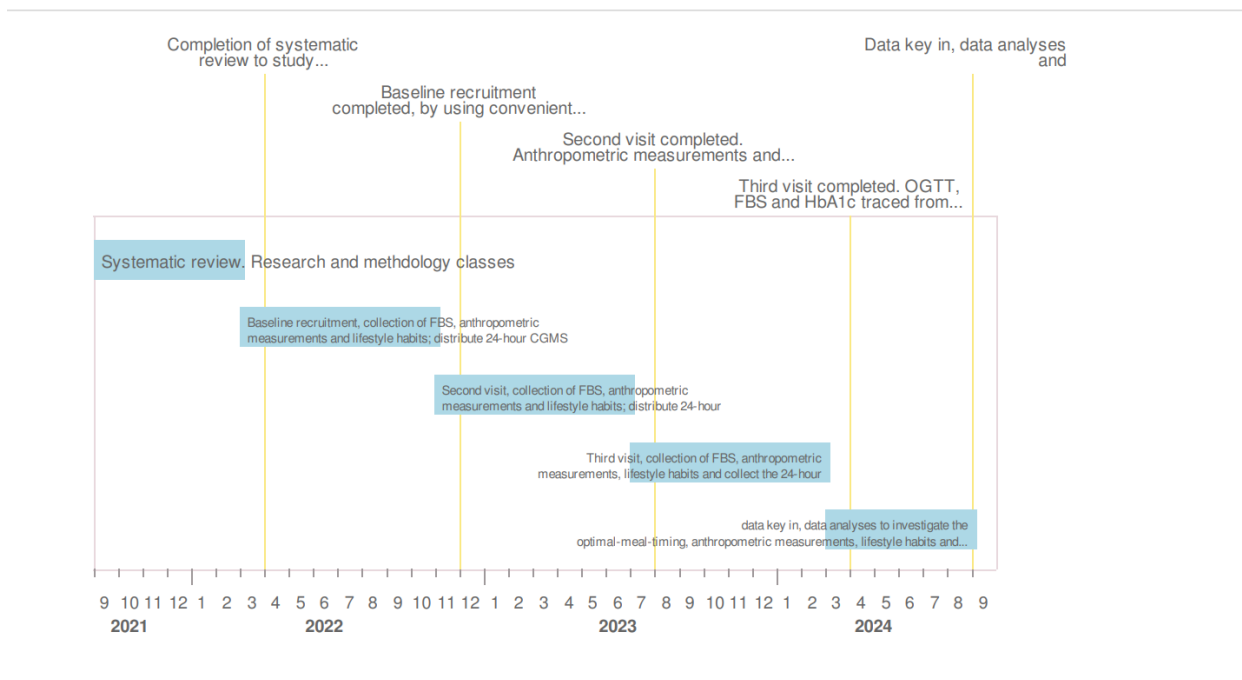 Completion of systematic
review to study...
Data key in, data analyses
and
Baseline recruitment
completed, by using convenient...
Second visit completed.
Anthropometric measurements and...
Third visit completed. OGTT,
FBS and HbA1c traced from...
Systematic review. Research and methdology classes
Baseline recruitment, collection of FBS, anthropometric
measurements and lifestyle habits; distribute 24-hour CGMS
Second visit, collection of FBS, anthropometric
measurements and lifestyle habits; distribute 24-hour
Third visit, collection of FBS, anthropometric
measurements, lifestyle habits and collect the 24-hour
data key in, data analyses to investigate the
optimal-meal-timing, anthropometric measurements, lifestyle habits and...
9 10 11 12 1 2 3 4 5 6 7 8 9 10 11 12 1 2 3 4 5 6 7 8 9 10 11 12 1 2 3 4 5 6 7 8 9
2021 2022 2023 2024